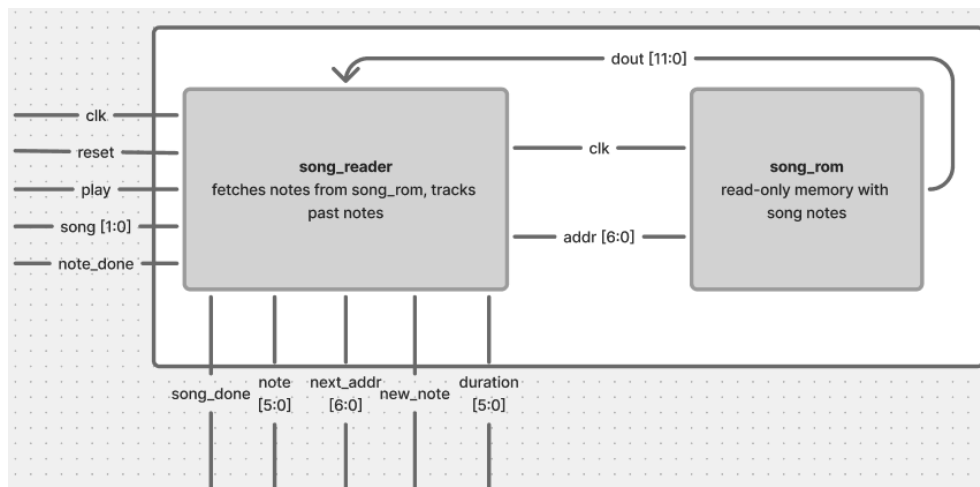 dout [11:0]
clk
reset
play
song [1:0]
note_done
song_reader
fetches notes from song_rom, tracks
past notes
clk
addr [6:0]
song_rom
read-only memory with
song notes
song_done
note
[5:0]
next_addr
[6:0]
new_note
duration
[5:0]